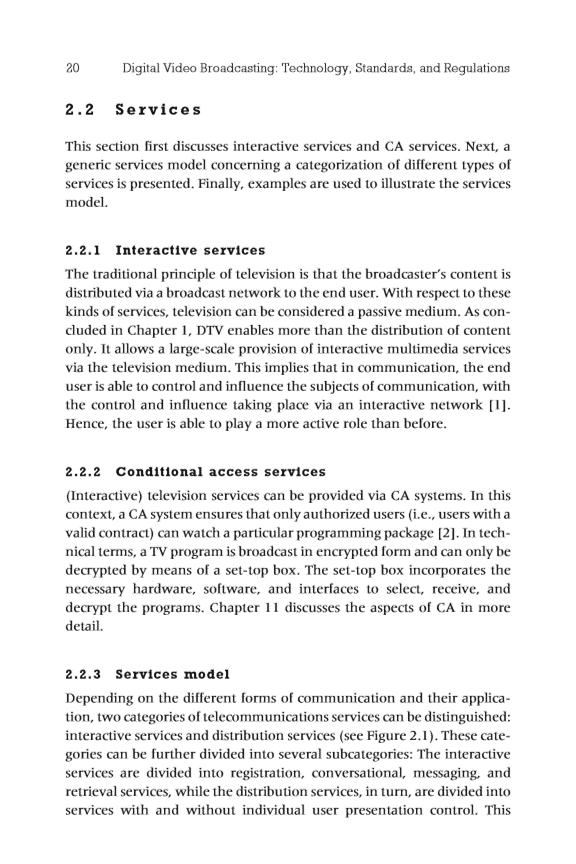 20 Digital Video Broadcasting: Technology, Standards, and Regulations
2.2 Services
This section first discusses interactive services and CA services. Next, a
generic services model concerning a categorization of different types of
services is presented. Finally, examples are used to illustrate the services
model.
2.2.1 Interactive services
The traditional principle of television is that the broadcaster's content is
distributed via a broadcast network to the end user. With respect to these
kinds of services, television can be considered a passive medium. As con-
cluded in Chapter 1, DTV enables more than the distribution of content
only. It allows a large-scale provision of interactive multimedia services
via the television medium. This implies that in communication, the end
user is able to control and influence the subjects of communication, with
the control and influence taking place via an interactive network [1].
Hence, the user is able to play a more active role than before.
2.2.2 Conditional access services
(Interactive) television services can be provided via CA systems. In this
context, a CA system ensures that only authorized users (i.e., users with a
valid contract) can watch a particular programming package [2]. In tech-
nical terms, a TV program is broadcast in encrypted form and can only be
decrypted by means of a set-top box. The set-top box incorporates the
necessary hardware, software, and interfaces to select, receive, and
decrypt the programs. Chapter 11 discusses the aspects of CA in more
detail.
2.2.3 Services model
Depending on the different forms of communication and their applica-
tion, two categories of telecommunications services can be distinguished:
interactive services and distribution services (see Figure 2.1). These cate-
gories can be further divided into several subcategories: The interactive
services are divided into registration, conversational, messaging, and
retrieval services, while the distribution services, in turn, are divided into
services with and without individual user presentation control. This